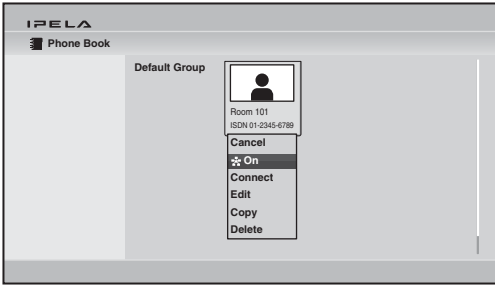 IPELA
Phone Book
Default Group
Room 101
ISDN 01-2345-6789
Cancel
On
Connect
Edit
Copy
Delete